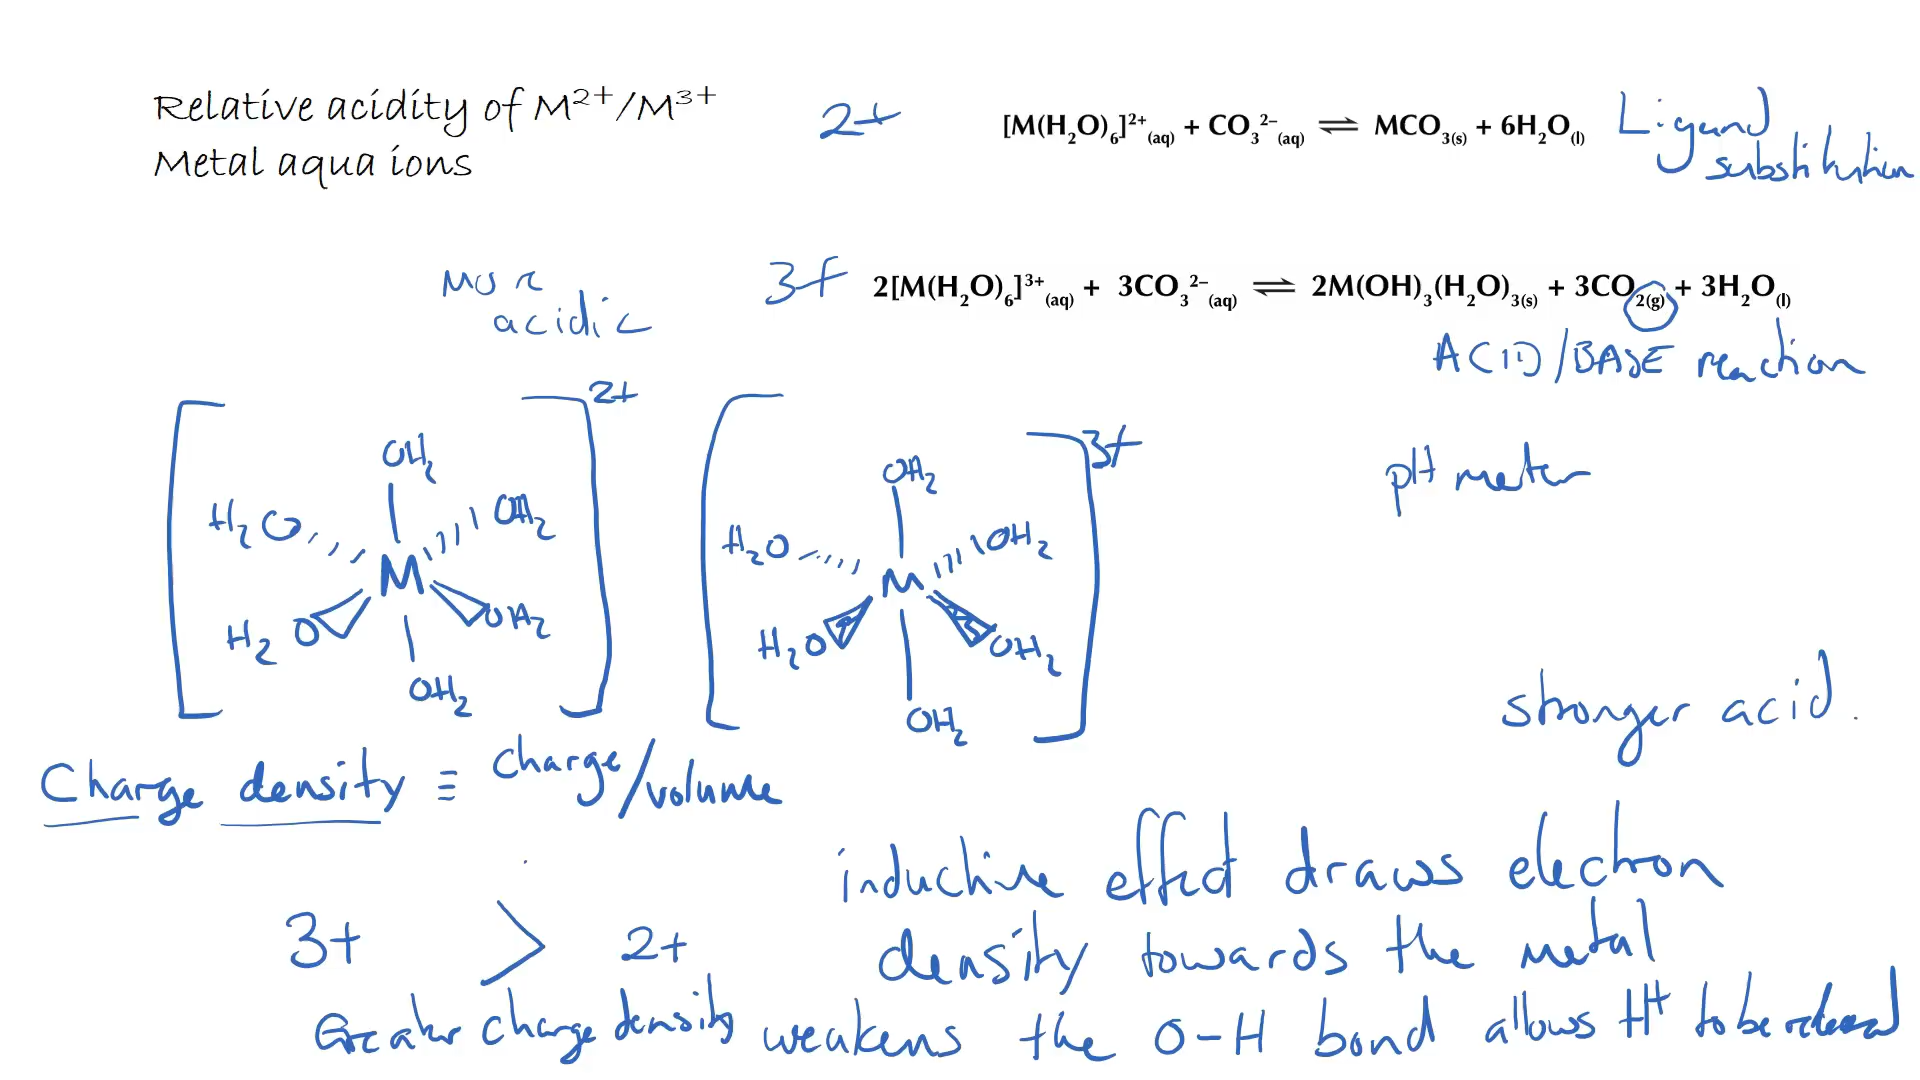 Relative acidity of M²⁺/M³⁺
Metal aqua ions
2+
[M(H₂O)₆]²⁺(aq) + CO₃²⁻(aq) ⇌ MCO₃(s) + 6H₂O(l)
Ligand
substitution
more
acidic
3+
2[M(H₂O)₆]³⁺(aq) + 3CO₃²⁻(aq) ⇌ 2M(OH)₃(H₂O)₃(s) + 3CO₂(g) + 3H₂O(l)
ACID/BASE reaction
2+
OH₂
H₂O
OH₂
M
H₂O
OH₂
OH₂
3+
OH₂
H₂O
OH₂
M
H₂O
OH₂
OH₂
pH meter
stronger acid.
Charge density ≡ charge/volume
3+ > 2+
Greater charge density
inductive effect draws electron
density towards the metal
weakens the O-H bond allows H⁺ to be released